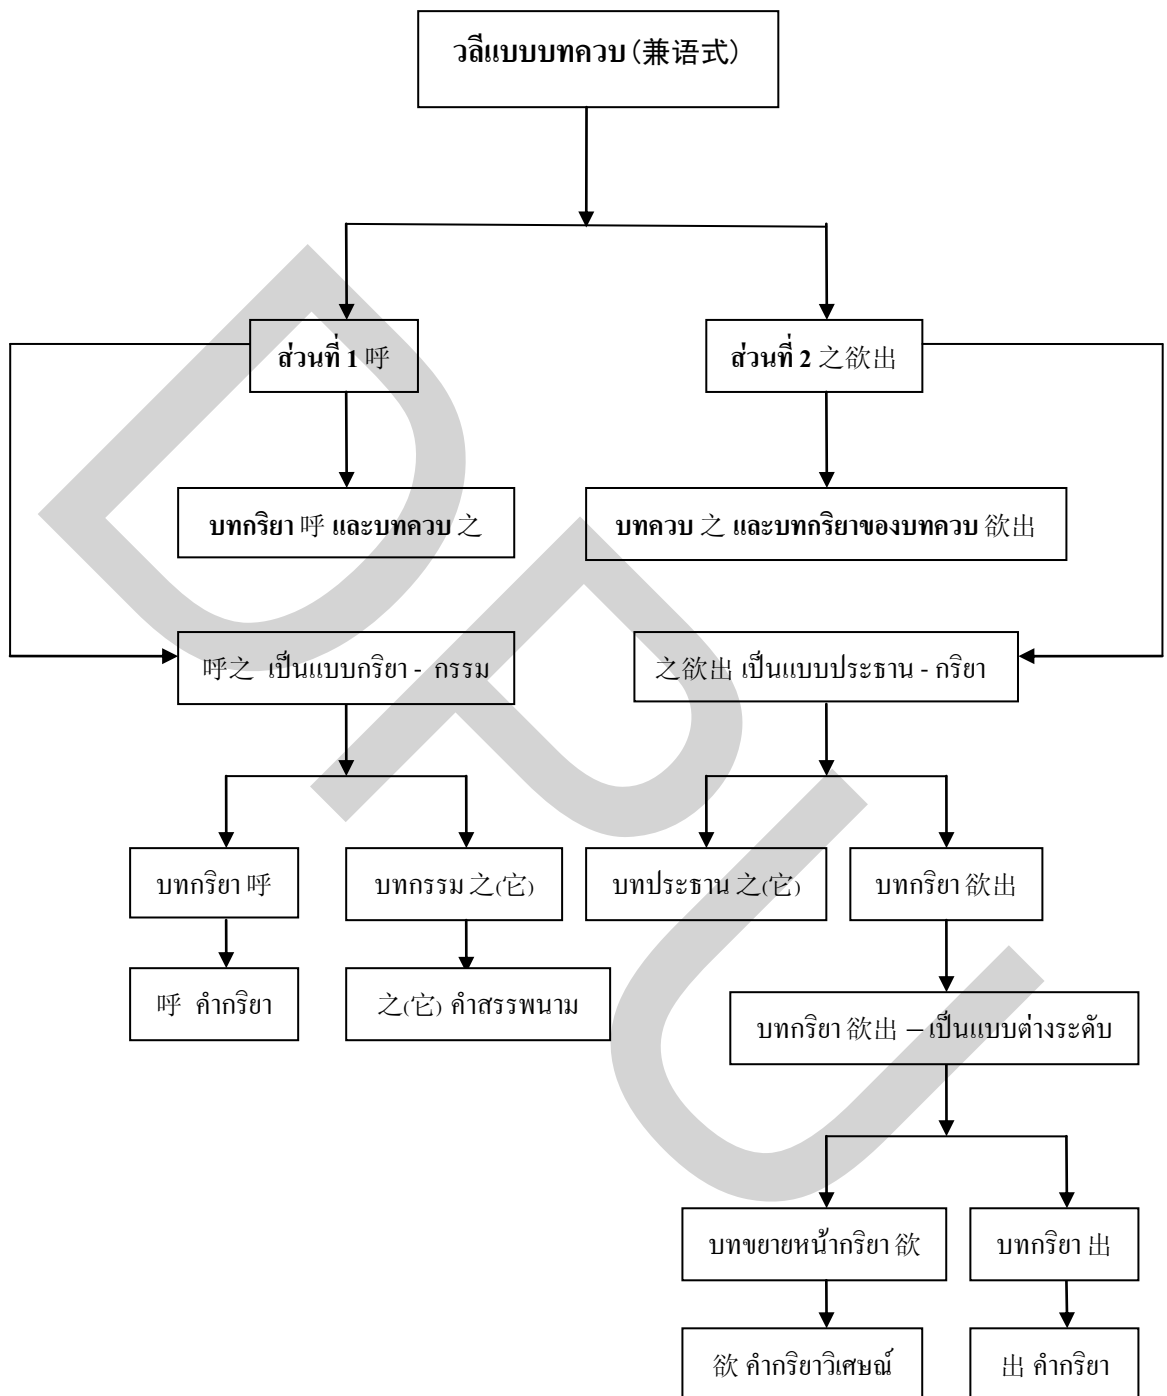 วลีแบบบทควบ (兼语式)
ส่วนที่ 1 呼
ส่วนที่ 2 之欲出
บทกริยา 呼 และบทควบ 之
บทควบ 之 และบทกริยาของบทควบ 欲出
呼之 เป็นแบบกริยา - กรรม
之欲出 เป็นแบบประธาน - กริยา
บทกริยา 呼
บทกรรม 之(它)
บทประธาน 之(它)
บทกริยา 欲出
呼 คำกริยา
之(它) คำสรรพนาม
บทกริยา 欲出 – เป็นแบบต่างระดับ
บทขยายหน้ากริยา 欲
บทกริยา 出
欲 คำกริยาวิเศษณ์
出 คำกริยา
DPU